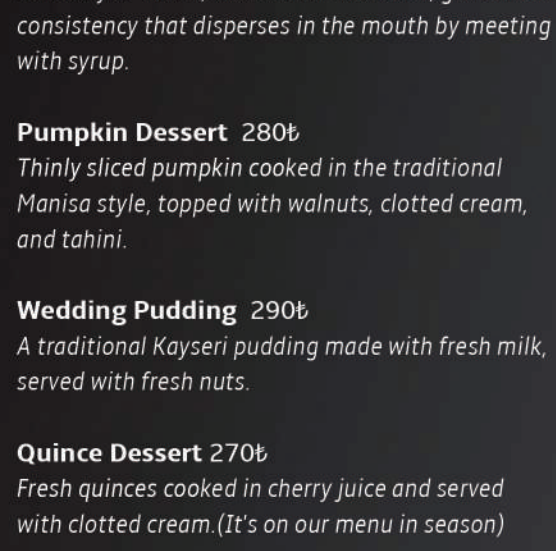 consistency that disperses in the mouth by meeting
with syrup.
Pumpkin Dessert 280₺
Thinly sliced pumpkin cooked in the traditional
Manisa style, topped with walnuts, clotted cream,
and tahini.
Wedding Pudding 290₺
A traditional Kayseri pudding made with fresh milk,
served with fresh nuts.
Quince Dessert 270₺
Fresh quinces cooked in cherry juice and served
with clotted cream.(It's on our menu in season)